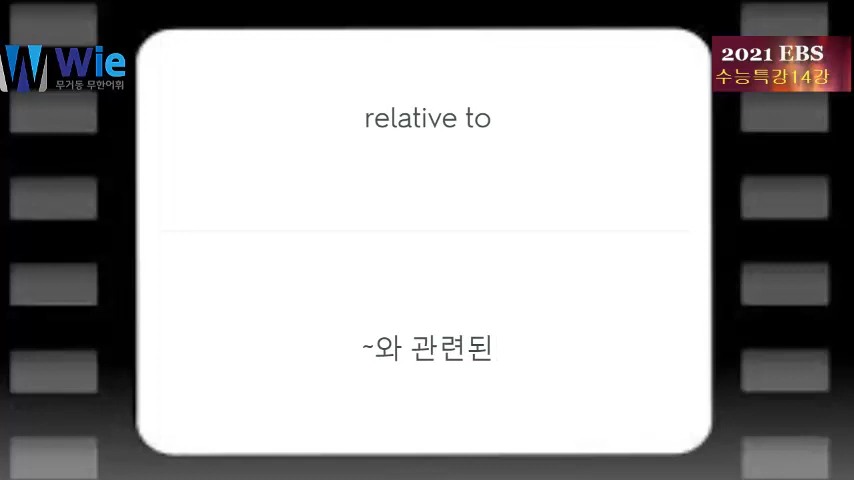 Wie
무거동 무한어휘
2021 EBS
수능특강14강
relative to
~와 관련된